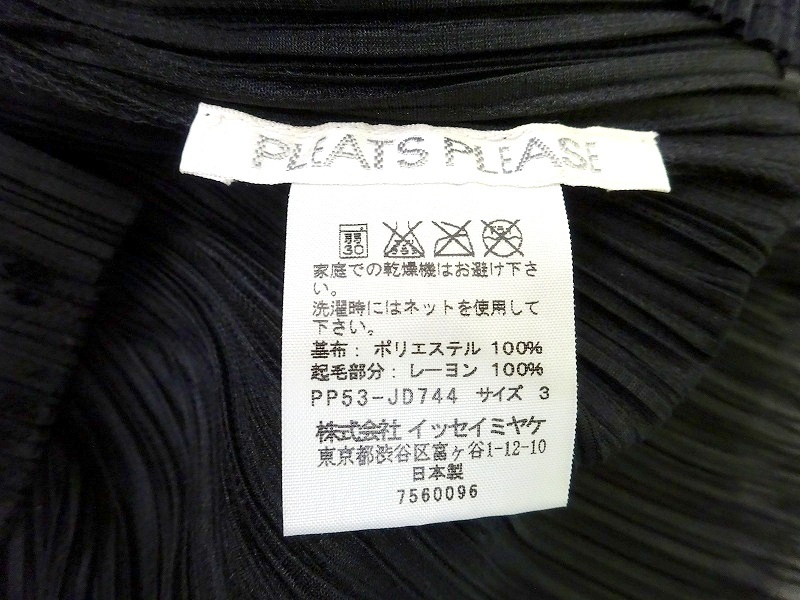 PLEATS PLEASE
弱
30
家庭での乾燥機はお避け下さ
い。
洗濯時にはネットを使用して
下さい。
基布: ポリエステル 100%
起毛部分: レーヨン 100%
PP53-JD744 サイズ 3
株式会社 イッセイミヤケ
東京都渋谷区富ヶ谷1-12-10
日本製
7560096